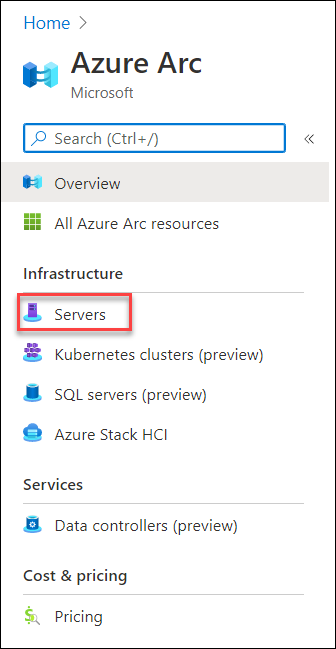 Home >
Azure Arc
Microsoft
Search (Ctrl+/)
«
Overview
All Azure Arc resources
Infrastructure
Servers
Kubernetes clusters (preview)
SQL servers (preview)
Azure Stack HCI
Services
Data controllers (preview)
Cost & pricing
Pricing